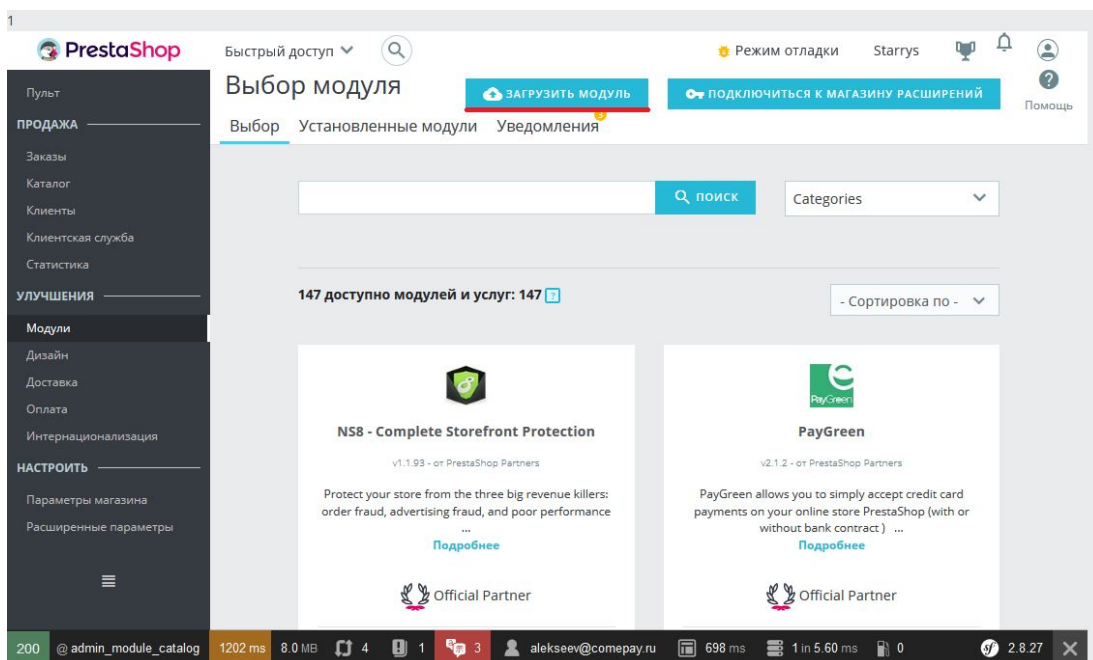 1
PrestaShop
Быстрый доступ
Режим отладки
Starrys
Пульт
ПРОДАЖА
Заказы
Каталог
Клиенты
Клиентская служба
Статистика
УЛУЧШЕНИЯ
Модули
Дизайн
Доставка
Оплата
Интернационализация
НАСТРОИТЬ
Параметры магазина
Расширенные параметры
Выбор модуля
ЗАГРУЗИТЬ МОДУЛЬ
ПОДКЛЮЧИТЬСЯ К МАГАЗИНУ РАСШИРЕНИЙ
Помощь
Выбор Установленные модули Уведомления 3
ПОИСК
Categories
147 доступно модулей и услуг: 147 ?
- Сортировка по -
NS8 - Complete Storefront Protection
v1.1.93 - от PrestaShop Partners
Protect your store from the three big revenue killers:
order fraud, advertising fraud, and poor performance
...
Подробнее
Official Partner
PayGreen
PayGreen
v2.1.2 - от PrestaShop Partners
PayGreen allows you to simply accept credit card
payments on your online store PrestaShop (with or
without bank contract ) ...
Подробнее
Official Partner
200 @ admin_module_catalog 1202 ms 8.0 MB 4 1 3 alekseev@comepay.ru 698 ms 1 in 5.60 ms 0 sf 2.8.27